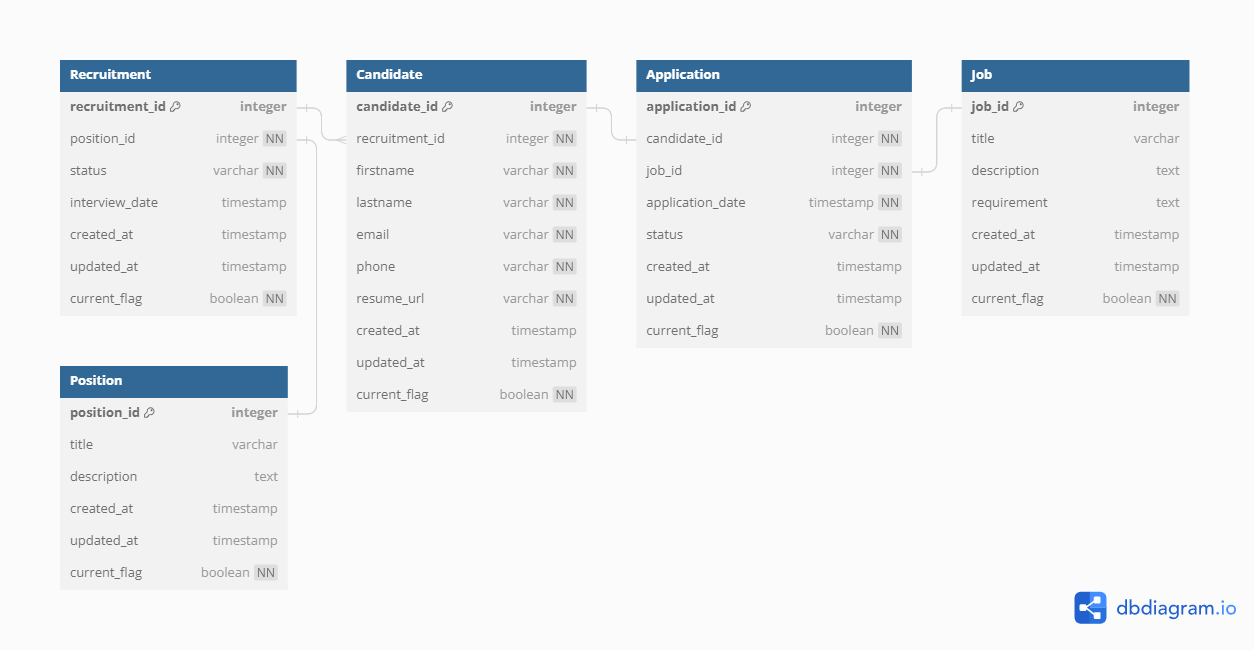 Recruitment
recruitment_id integer
position_id integer NN
status varchar NN
interview_date timestamp
created_at timestamp
updated_at timestamp
current_flag boolean NN
Candidate
candidate_id integer
recruitment_id integer NN
firstname varchar NN
lastname varchar NN
email varchar NN
phone varchar NN
resume_url varchar NN
created_at timestamp
updated_at timestamp
current_flag boolean NN
Application
application_id integer
candidate_id integer NN
job_id integer NN
application_date timestamp NN
status varchar NN
created_at timestamp
updated_at timestamp
current_flag boolean NN
Job
job_id integer
title varchar
description text
requirement text
created_at timestamp
updated_at timestamp
current_flag boolean NN
Position
position_id integer
title varchar
description text
created_at timestamp
updated_at timestamp
current_flag boolean NN
dbdiagram.io